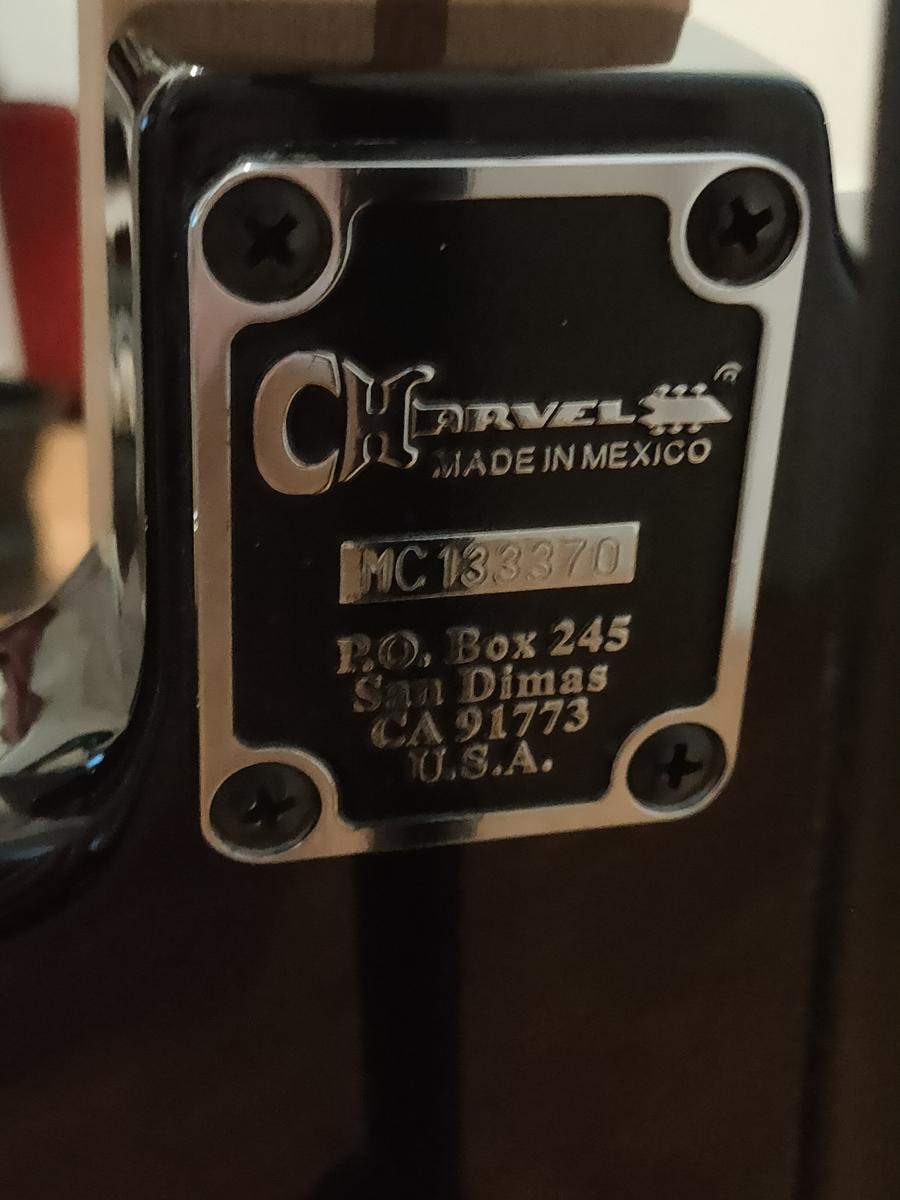 CHARVEL ®
MADE IN MEXICO
MC133370
P.O. Box 245
San Dimas
CA 91773
U.S.A.